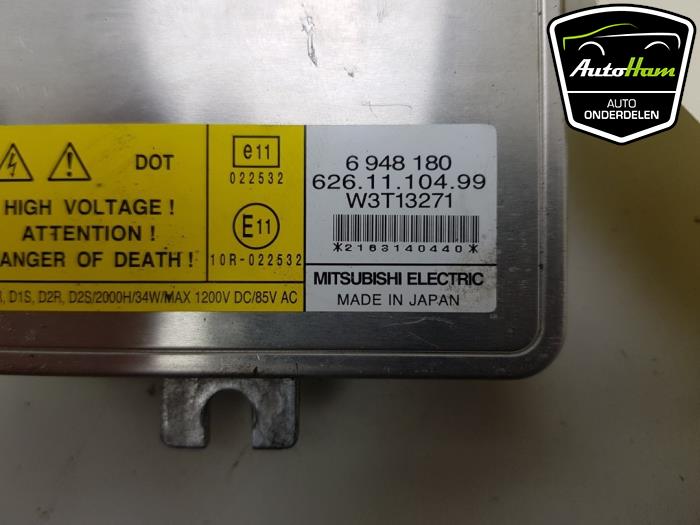 AutoHam
AUTO
ONDERDELEN
DOT
HIGH VOLTAGE !
ATTENTION !
OF DEATH !
D1S, D2R, D2S/2000H/34W/MAX 1200V DC/85V AC
e11
022532
E11
10R-022532
6 948 180
626.11.104.99
W3T13271
*2163140440*
MITSUBISHI ELECTRIC
MADE IN JAPAN